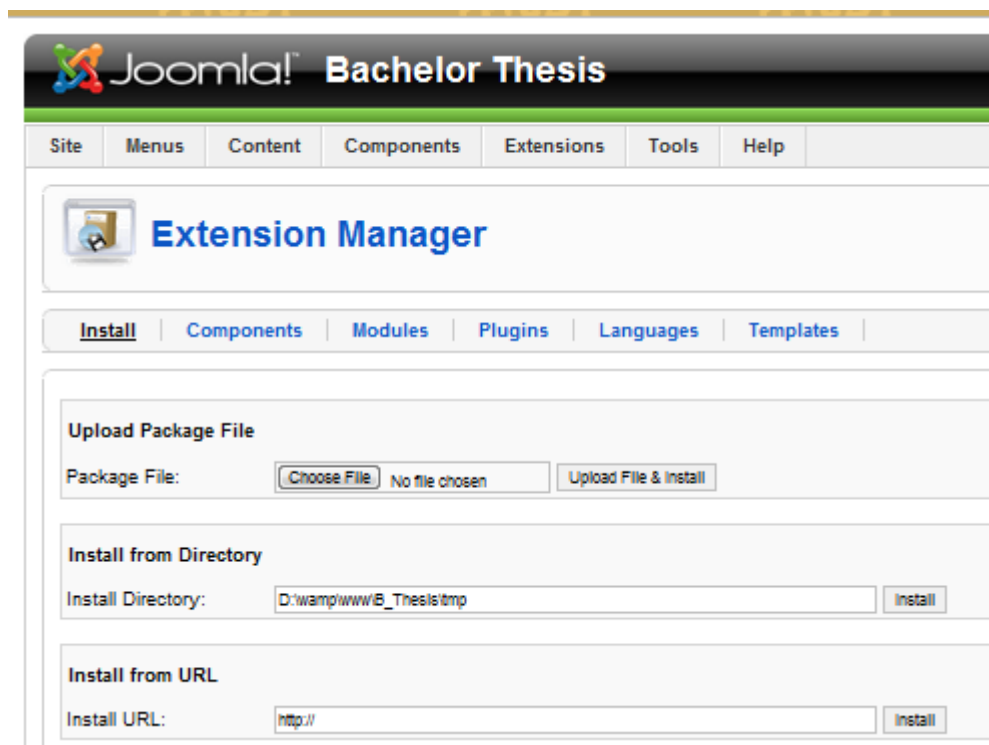 Joomla!™ Bachelor Thesis
Site Menus Content Components Extensions Tools Help
Extension Manager
Install Components Modules Plugins Languages Templates
Upload Package File
Package File: Choose File No file chosen Upload File & Install
Install from Directory
Install Directory: D:\wamp\www\B_Thesis\tmp Install
Install from URL
Install URL: http:// Install